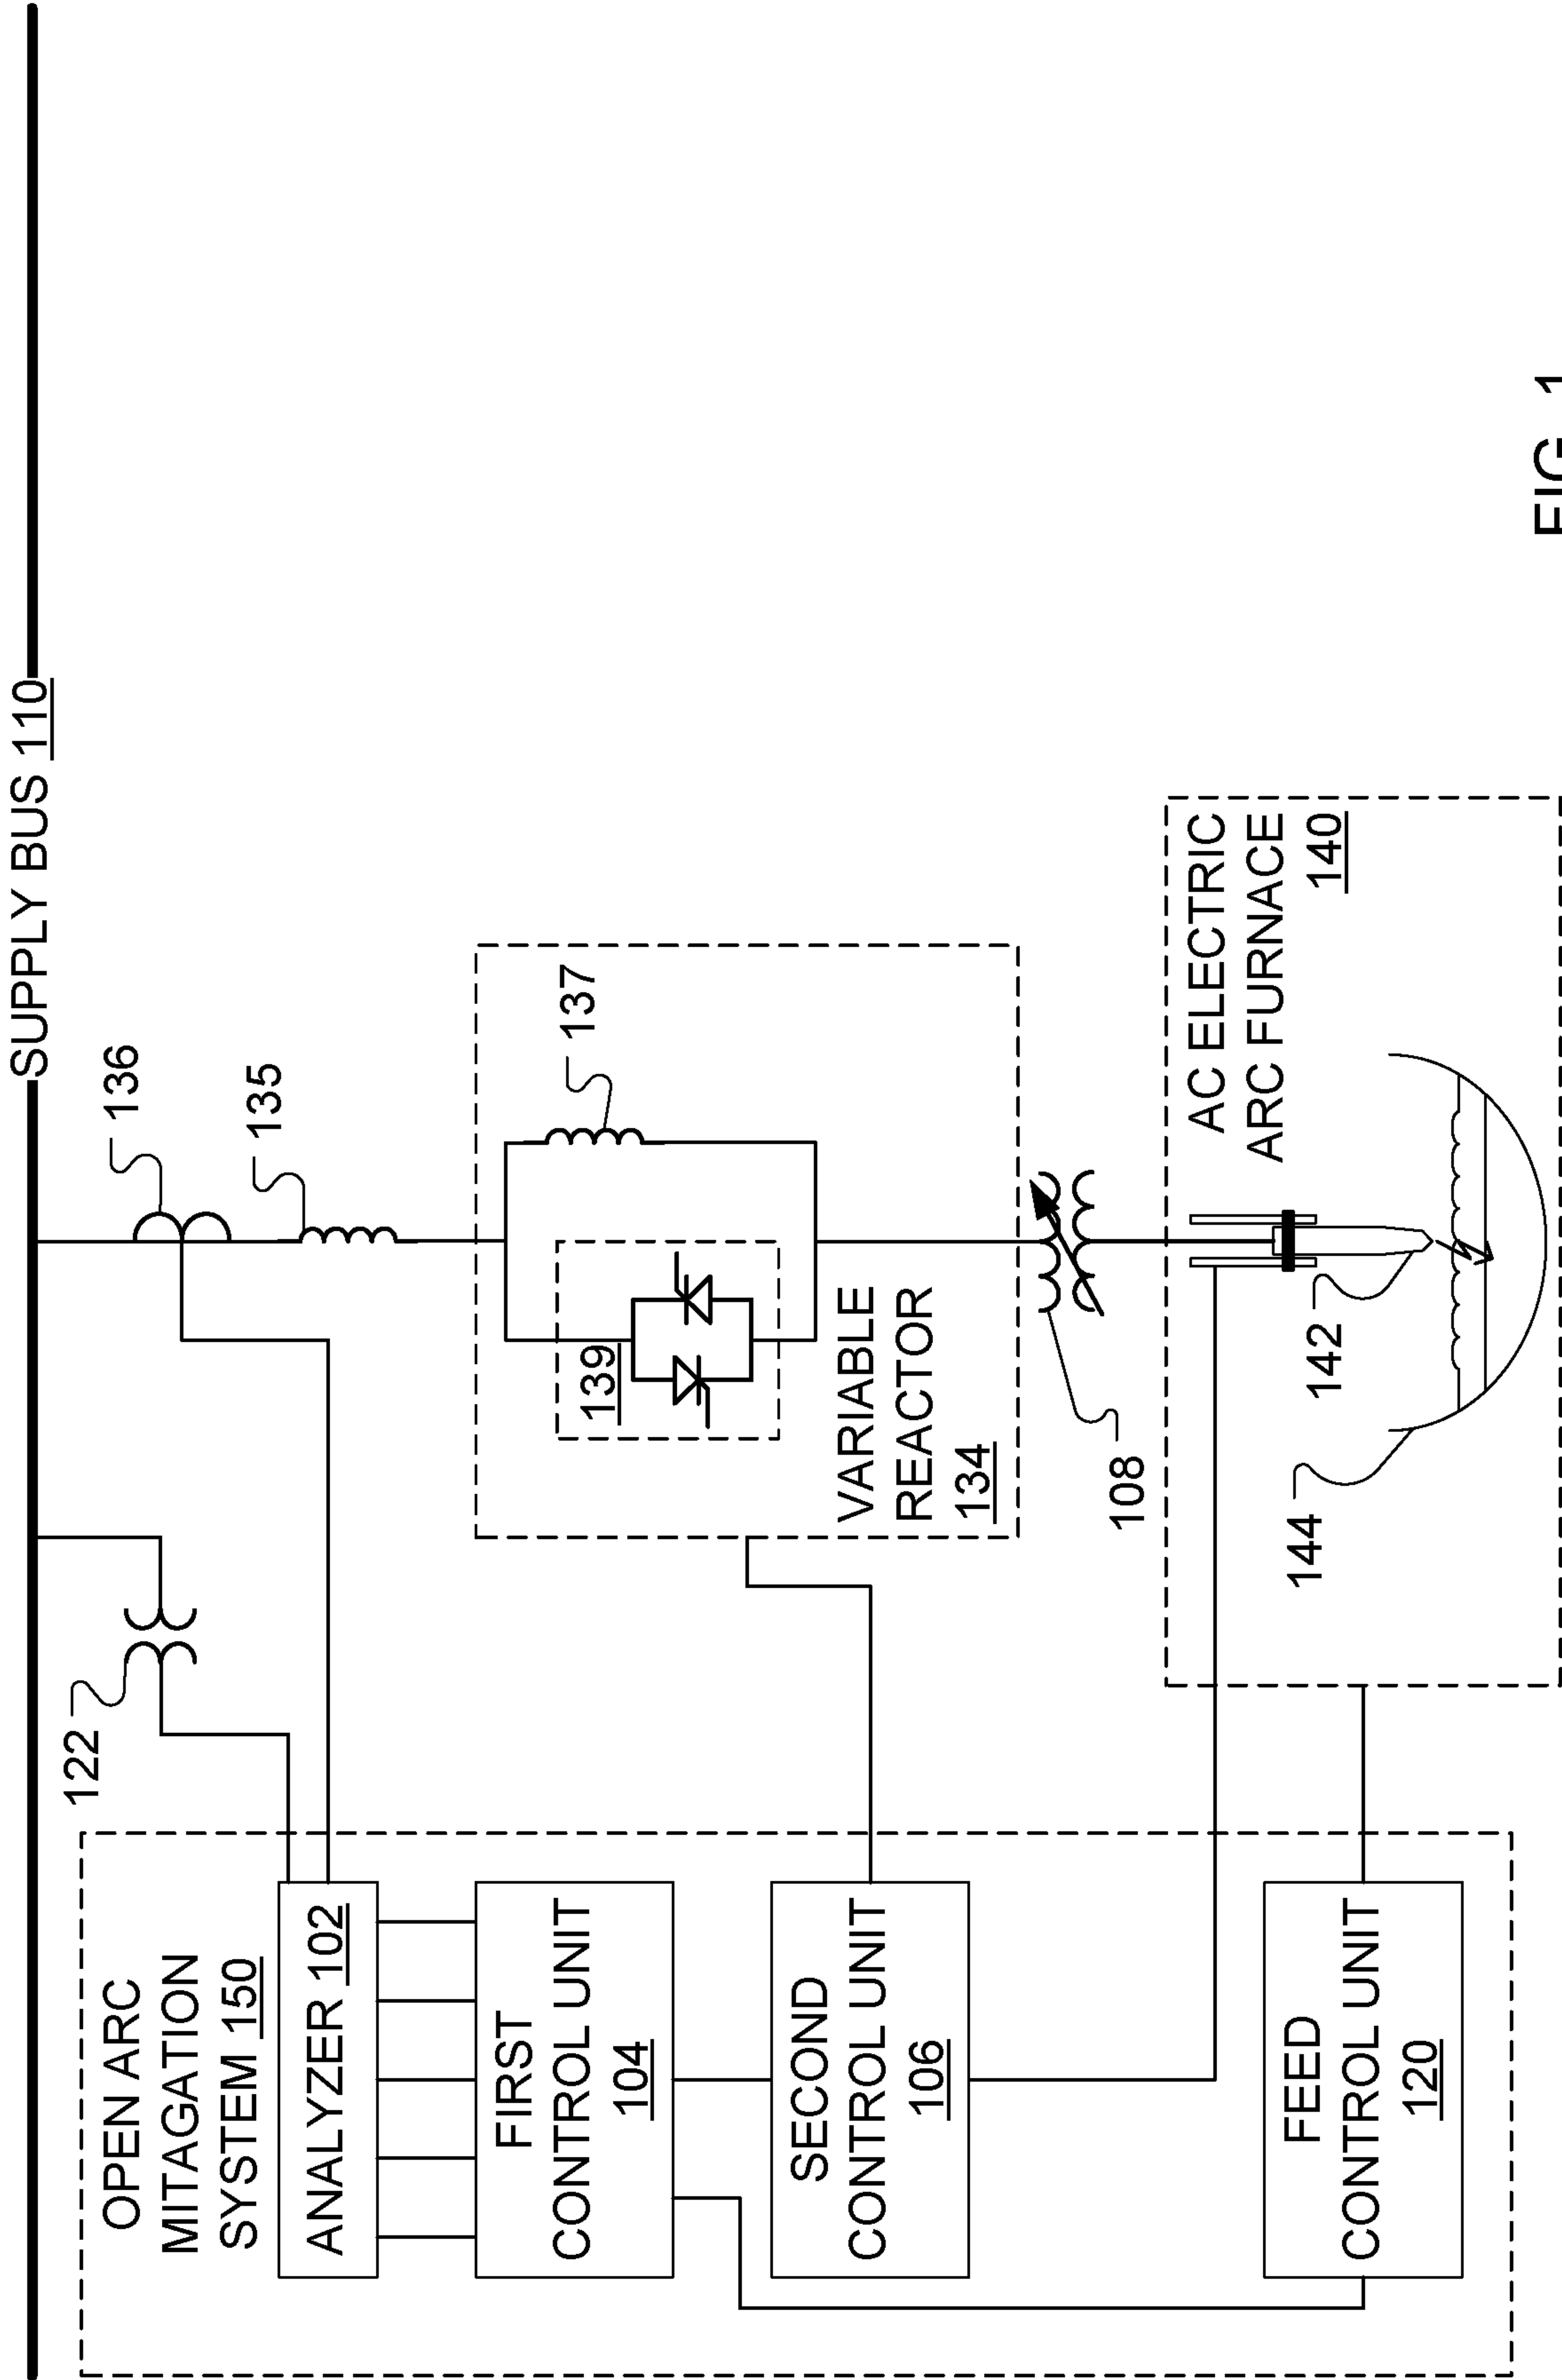 SUPPLY BUS 110
OPEN ARC
MITAGATION
SYSTEM 150
ANALYZER 102
FIRST
CONTROL UNIT
104
SECOND
CONTROL UNIT
106
FEED
CONTROL UNIT
120
122
136
135
137
139
VARIABLE
REACTOR
134
108
AC ELECTRIC
ARC FURNACE
140
142
144
FIG. 1